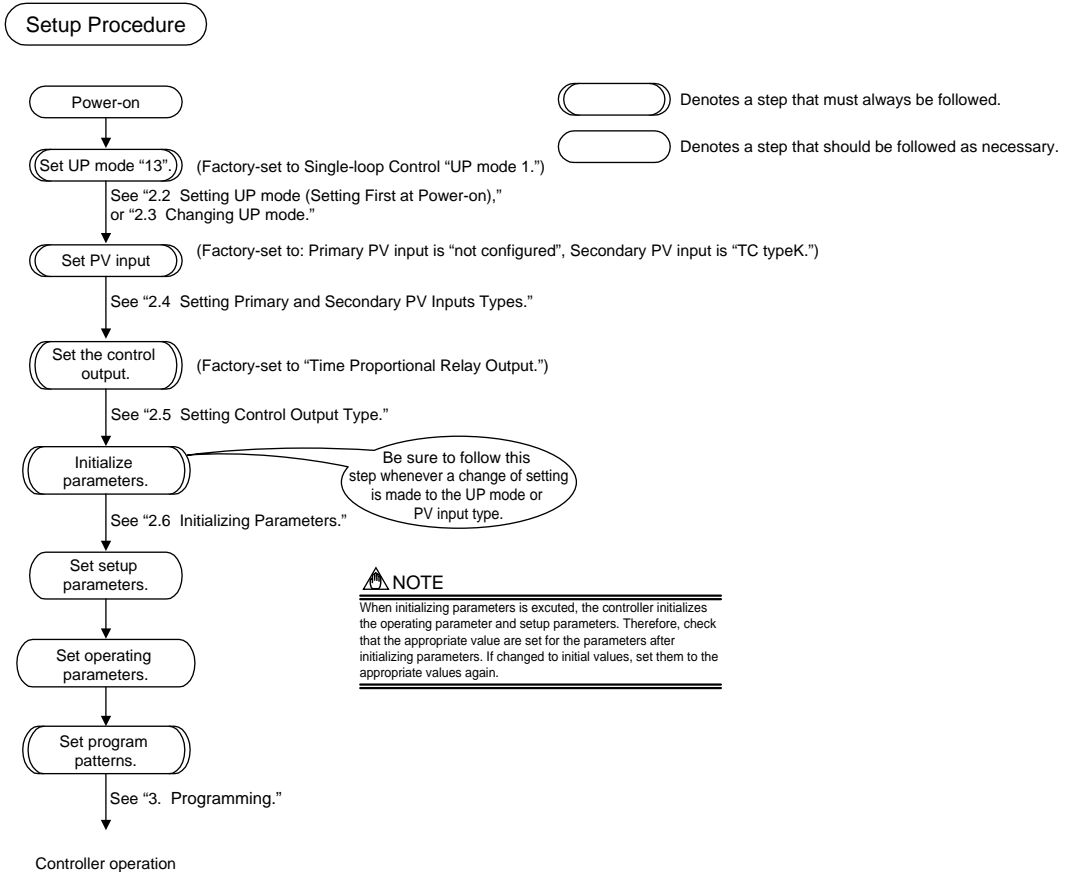 Setup Procedure
Power-on
Denotes a step that must always be followed.
Denotes a step that should be followed as necessary.
Set UP mode “13”.
(Factory-set to Single-loop Control “UP mode 1.”)
See “2.2 Setting UP mode (Setting First at Power-on),”
or “2.3 Changing UP mode.”
Set PV input
(Factory-set to: Primary PV input is “not configured”, Secondary PV input is “TC typeK.”)
See “2.4 Setting Primary and Secondary PV Inputs Types.”
Set the control
output.
(Factory-set to “Time Proportional Relay Output.”)
See “2.5 Setting Control Output Type.”
Initialize
parameters.
Be sure to follow this
step whenever a change of setting
is made to the UP mode or
PV input type.
See “2.6 Initializing Parameters.”
Set setup
parameters.
NOTE
When initializing parameters is excuted, the controller initializes
the operating parameter and setup parameters. Therefore, check
that the appropriate value are set for the parameters after
initializing parameters. If changed to initial values, set them to the
appropriate values again.
Set operating
parameters.
Set program
patterns.
See “3. Programming.”
Controller operation